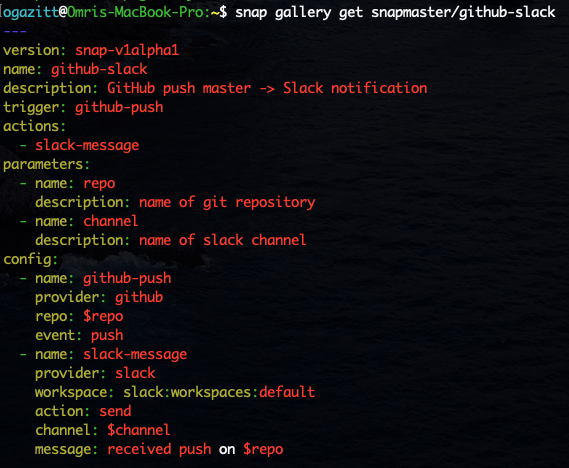 ogazitt@Omris-MacBook-Pro:~$ snap gallery get snapmaster/github-slack
---
version: snap-v1alpha1
name: github-slack
description: GitHub push master -> Slack notification
trigger: github-push
actions:
  - slack-message
parameters:
  - name: repo
    description: name of git repository
  - name: channel
    description: name of slack channel
config:
  - name: github-push
    provider: github
    repo: $repo
    event: push
  - name: slack-message
    provider: slack
    workspace: slack:workspaces:default
    action: send
    channel: $channel
    message: received push on $repo